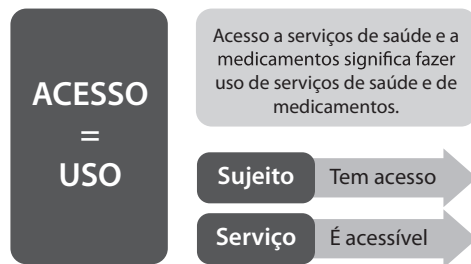 ACESSO
=
USO
Acesso a serviços de saúde e a
medicamentos significa fazer
uso de serviços de saúde e de
medicamentos.
Sujeito Tem acesso
Serviço É acessível